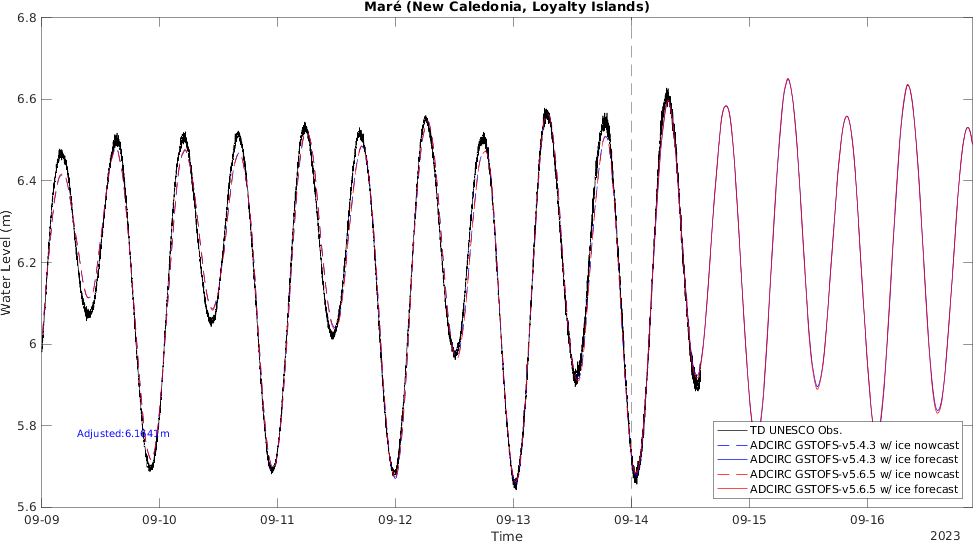 Maré (New Caledonia, Loyalty Islands)
6.8
6.6
6.4
6.2
6
5.8
5.6
Water Level (m)
Adjusted:6.1641m
TD UNESCO Obs.
ADCIRC GSTOFS-v5.4.3 w/ ice nowcast
ADCIRC GSTOFS-v5.4.3 w/ ice forecast
ADCIRC GSTOFS-v5.6.5 w/ ice nowcast
ADCIRC GSTOFS-v5.6.5 w/ ice forecast
09-09 09-10 09-11 09-12 09-13 09-14 09-15 09-16
Time
2023